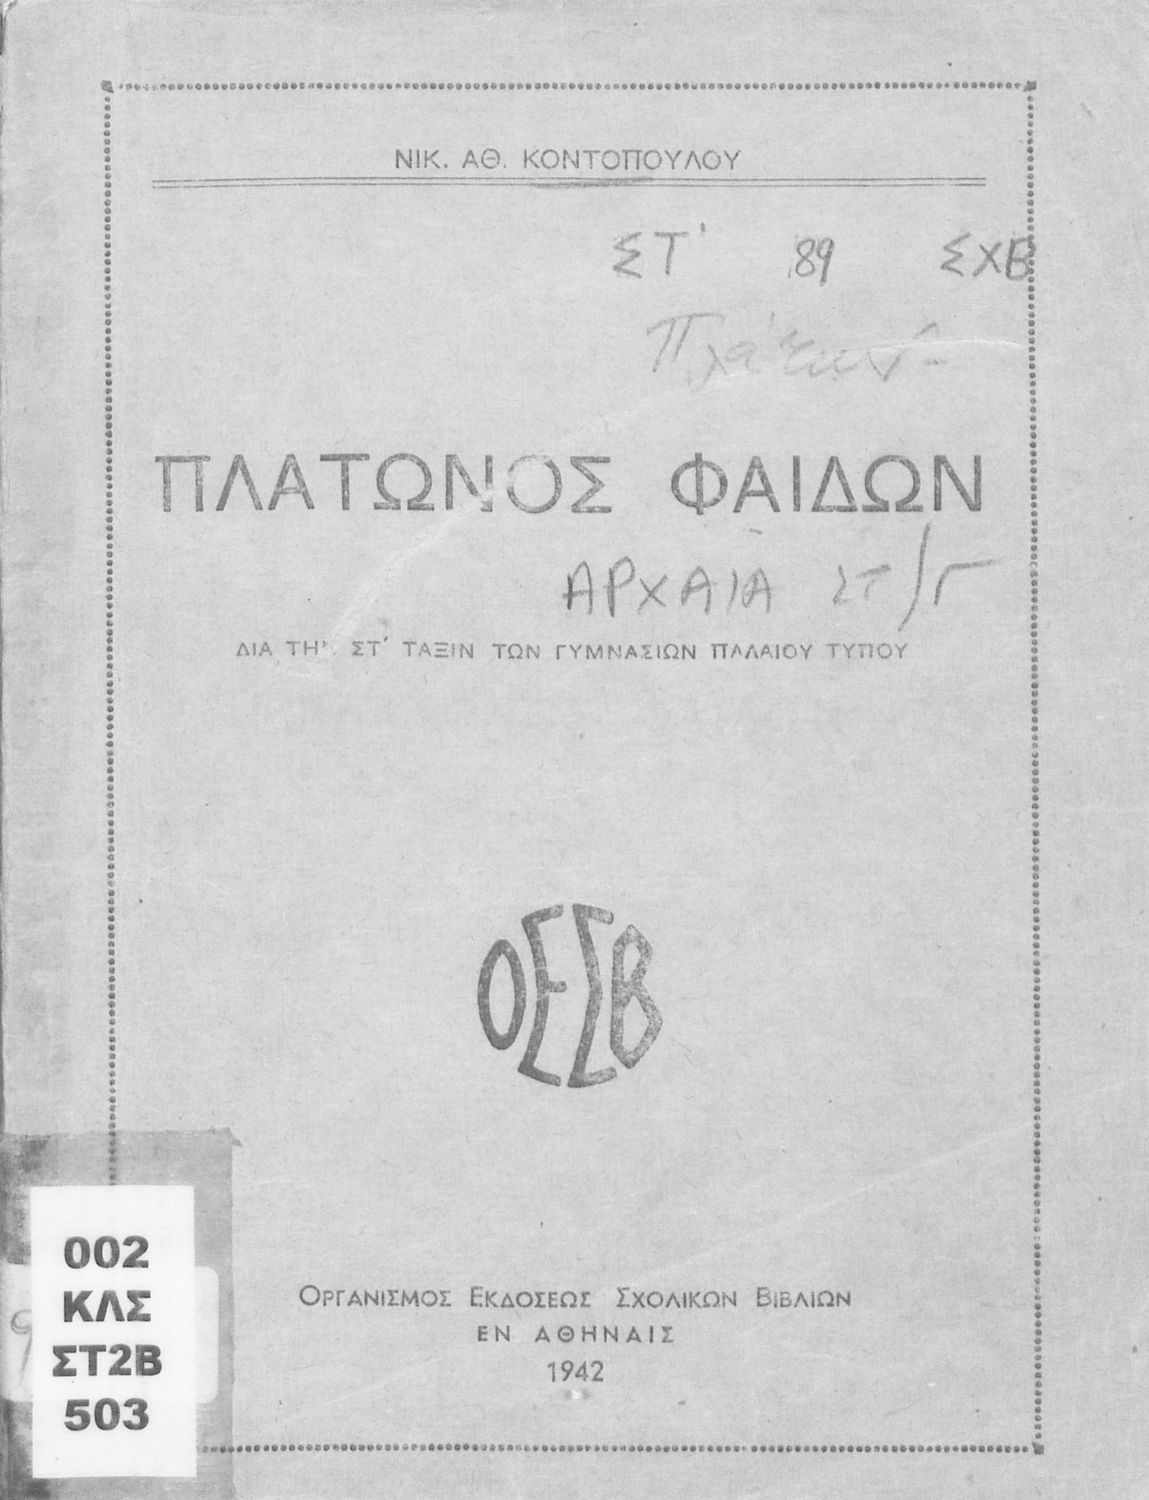 ΝΙΚ. ΑΘ. ΚΟΝΤΟΠΟΥΛΟΥ
ΣΤ' 89 ΣΧΒ
ΠΛΑΤΩΝΟΣ ΦΑΙΔΩΝ
ΑΡΧΑΙΑ ΣΤ/Γ
ΔΙΑ ΤΗΝ ΣΤ' ΤΑΞΙΝ ΤΩΝ ΓΥΜΝΑΣΙΩΝ ΠΑΛΑΙΟΥ ΤΥΠΟΥ
ΟΕΣΒ
ΟΡΓΑΝΙΣΜΟΣ ΕΚΔΟΣΕΩΣ ΣΧΟΛΙΚΩΝ ΒΙΒΛΙΩΝ
ΕΝ ΑΘΗΝΑΙΣ
1942
002
ΚΛΣ
ΣΤ2Β
503